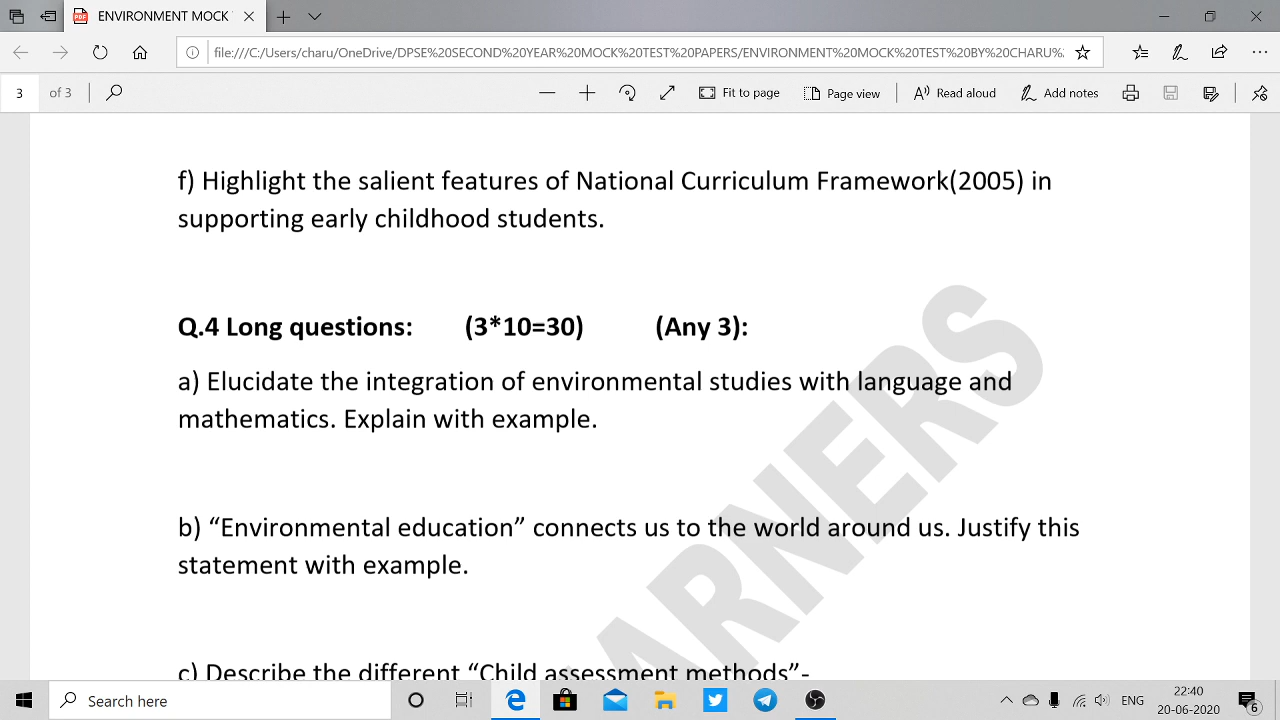 ENVIRONMENT MOCK
file:///C:/Users/charu/OneDrive/DPSE%20SECOND%20YEAR%20MOCK%20TEST%20PAPERS/ENVIRONMENT%20MOCK%20TEST%20BY%20CHARU%
3 of 3 Fit to page Page view Read aloud Add notes
f) Highlight the salient features of National Curriculum Framework(2005) in
supporting early childhood students.
Q.4 Long questions: (3*10=30) (Any 3):
a) Elucidate the integration of environmental studies with language and
mathematics. Explain with example.
b) “Environmental education” connects us to the world around us. Justify this
statement with example.
c) Describe the different “Child assessment methods”-
ARNERS
Search here
ENG
22:40
20-06-2020
6